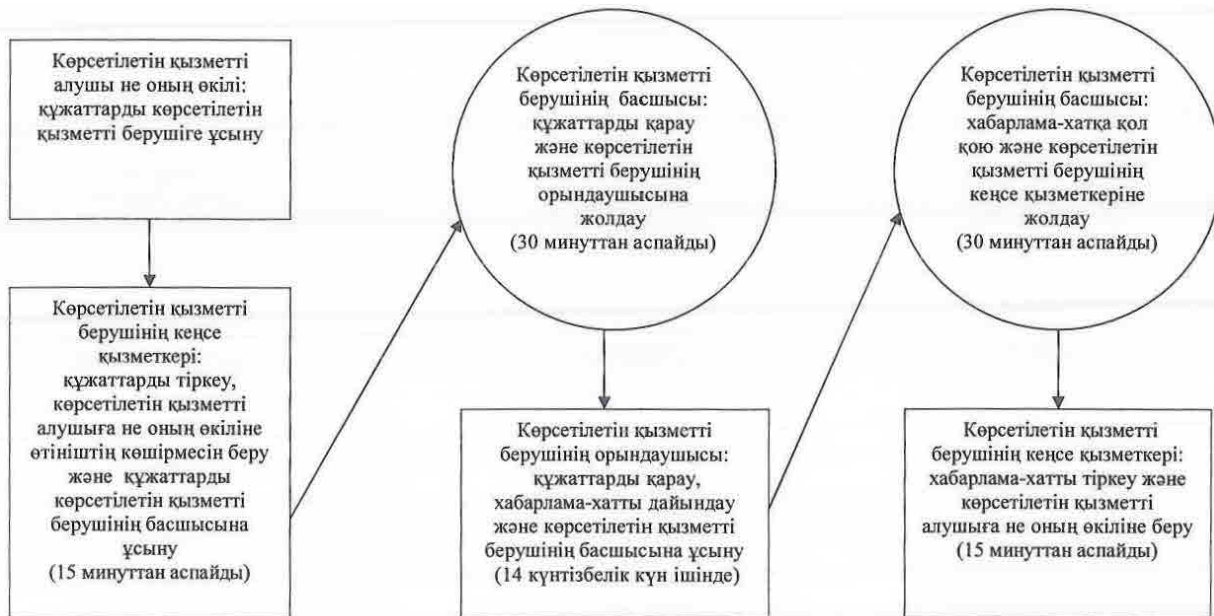 Көрсетілетін қызметті
алушы не оның өкілі:
құжаттарды көрсетілетін
қызметті берушіге ұсыну
Көрсетілетін қызметті
берушінің кеңсе
қызметкері:
құжаттарды тіркеу,
көрсетілетін қызметті
алушыға не оның өкіліне
өтініштің көшірмесін беру
және құжаттарды
көрсетілетін қызметті
берушінің басшысына
ұсыну
(15 минуттан аспайды)
Көрсетілетін қызметті
берушінің басшысы:
құжаттарды қарау
және көрсетілетін
қызметті берушінің
орындаушысына
жолдау
(30 минуттан аспайды)
Көрсетілетін қызметті
берушінің орындаушысы:
құжаттарды қарау,
хабарлама-хатты дайындау
және көрсетілетін қызметті
берушінің басшысына ұсыну
(14 күнтізбелік күн ішінде)
Көрсетілетін қызметті
берушінің басшысы:
хабарлама-хатқа қол
қою және көрсетілетін
қызметті берушінің
кеңсе қызметкеріне
жолдау
(30 минуттан аспайды)
Көрсетілетін қызметті
берушінің кеңсе қызметкері:
хабарлама-хатты тіркеу және
көрсетілетін қызметті
алушыға не оның өкіліне беру
(15 минуттан аспайды)